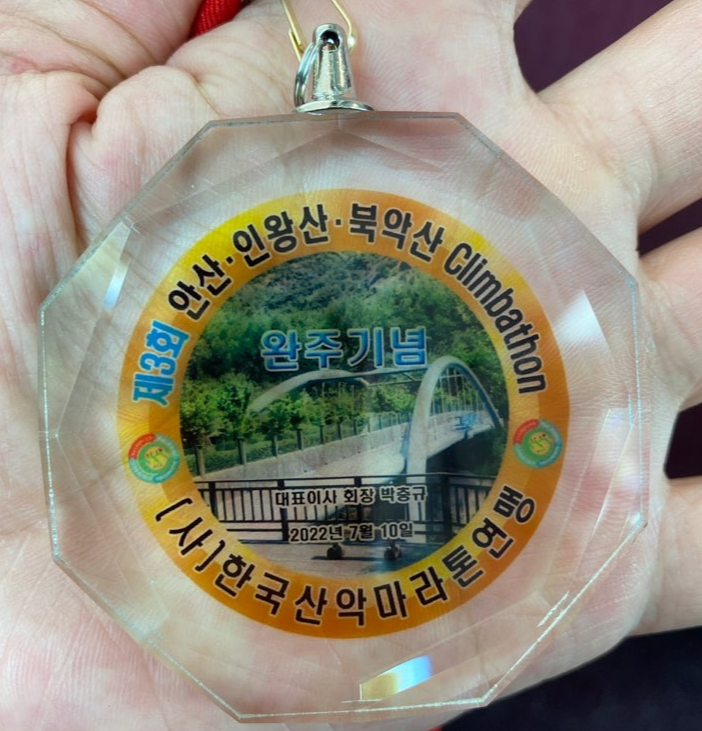 제3회 안산·인왕산·북악산 Climbathon
완주기념
대표이사 회장 박충규
2022년 7월 10일
(사)한국산악마라톤연맹